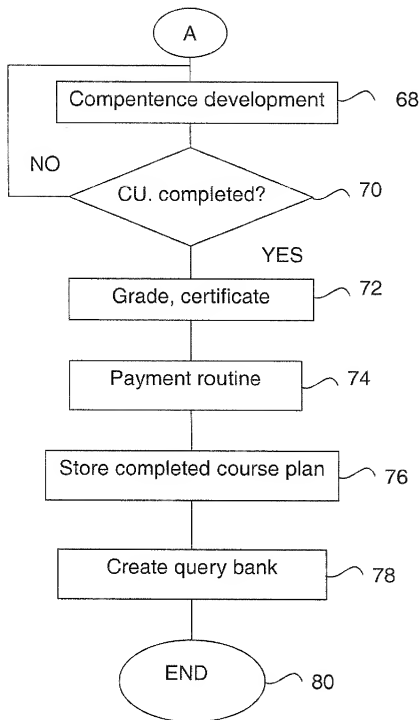 A
Compentence development 68
NO
CU. completed? 70
YES
Grade, certificate 72
Payment routine 74
Store completed course plan 76
Create query bank 78
END 80